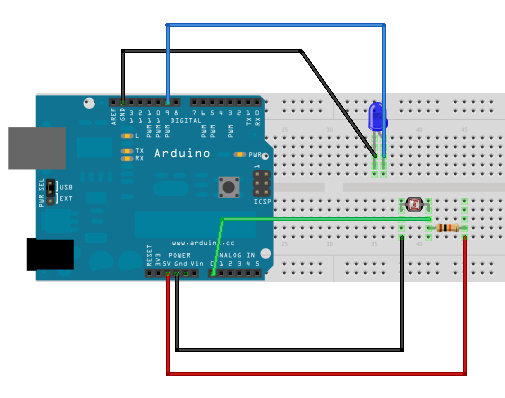 AREF
GND
13
12
11
10
9
8
7
6
5
4
3
2
1
0
PWM
PWM
PWM
PWM
PWM
PWM
TX
RX
DIGITAL
L
TX
RX
Arduino
PWR
1
ICSP
PWR SEL
USB
EXT
www.arduino.cc
POWER
ANALOG IN
RESET
3V3
5V Gnd Vin
0 1 2 3 4 5